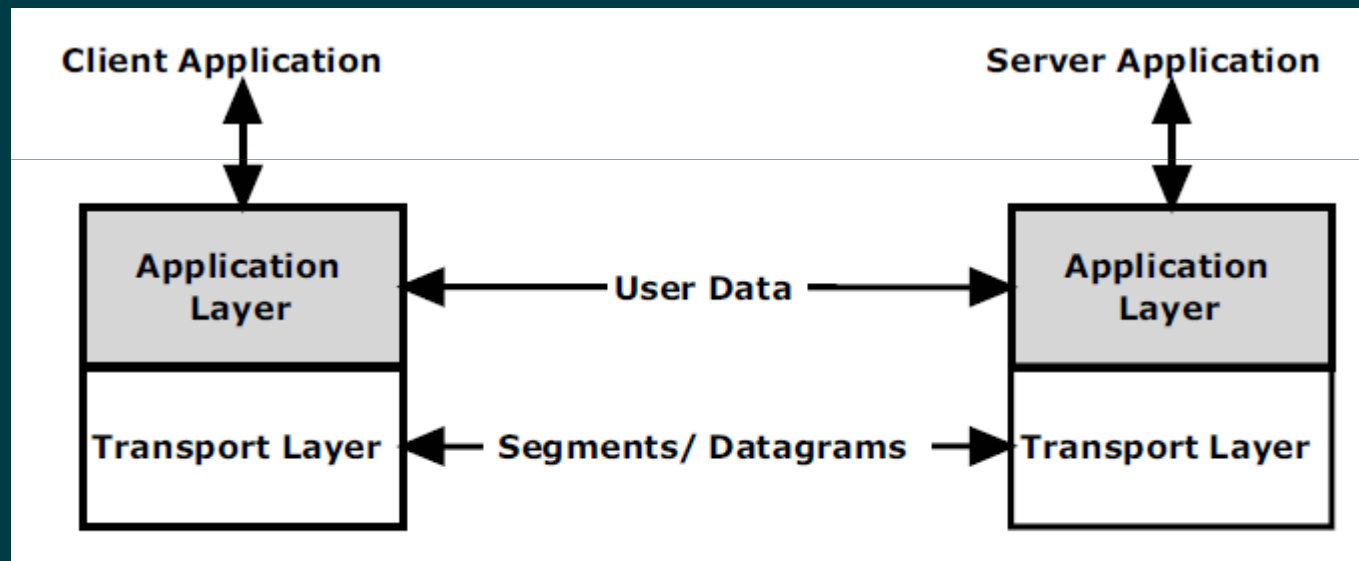 Client Application
Server Application
Application
Layer
User Data
Application
Layer
Transport Layer
Segments/ Datagrams
Transport Layer